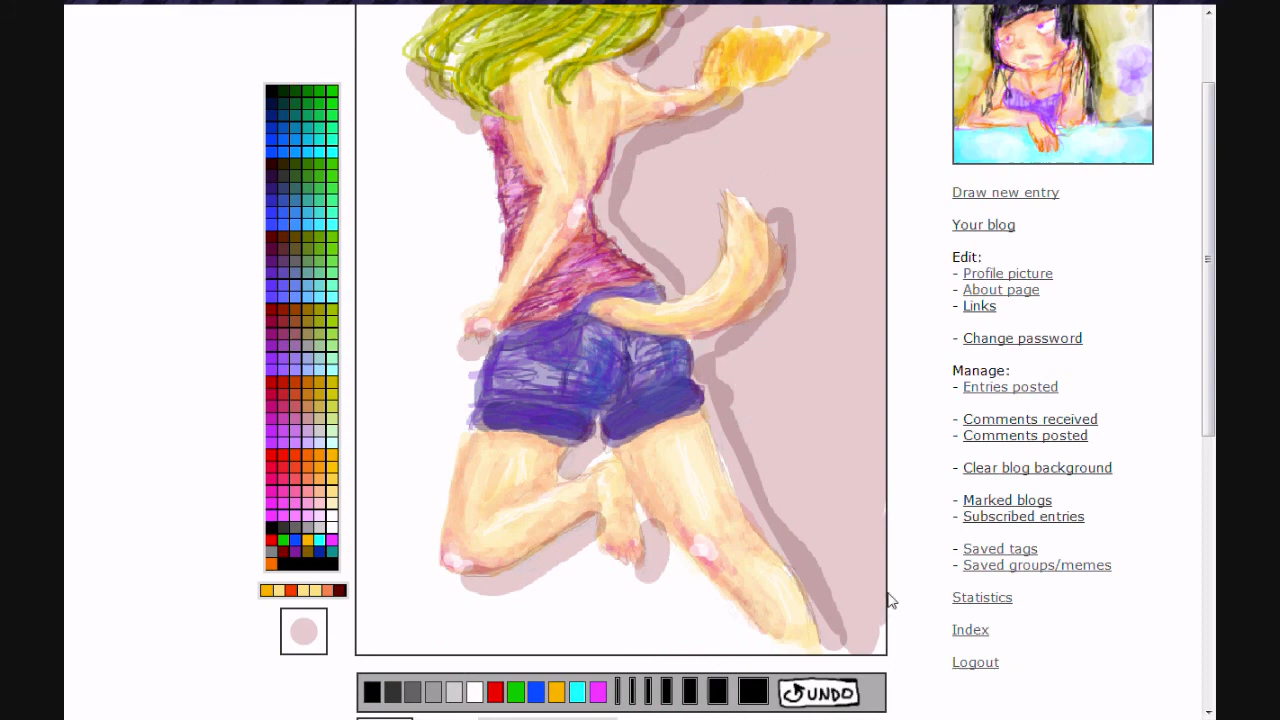 Draw new entry
Your blog
Edit:
- Profile picture
- About page
- Links
- Change password
Manage:
- Entries posted
- Comments received
- Comments posted
- Clear blog background
- Marked blogs
- Subscribed entries
- Saved tags
- Saved groups/memes
Statistics
Index
Logout
UNDO